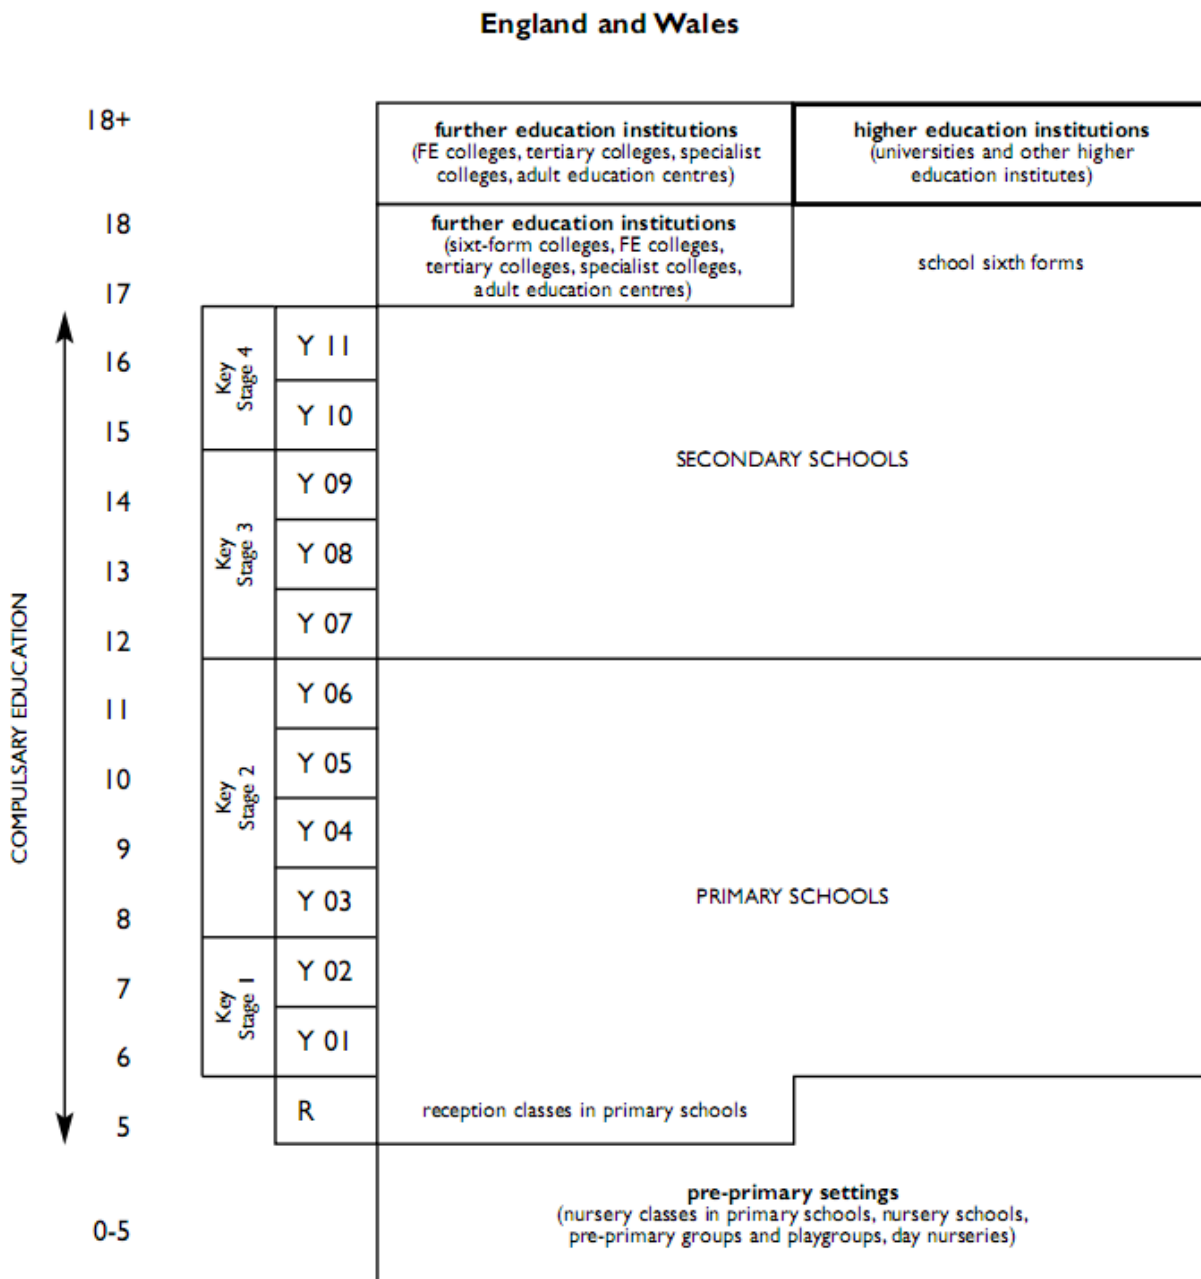 England and Wales
18+
further education institutions
(FE colleges, tertiary colleges, specialist
colleges, adult education centres)
higher education institutions
(universities and other higher
education institutes)
18
17
further education institutions
(sixt-form colleges, FE colleges,
tertiary colleges, specialist colleges,
adult education centres)
school sixth forms
COMPULSARY EDUCATION
16
15
Key
Stage 4
Y 11
Y 10
SECONDARY SCHOOLS
14
13
12
Key
Stage 3
Y 09
Y 08
Y 07
11
10
9
8
Key
Stage 2
Y 06
Y 05
Y 04
Y 03
PRIMARY SCHOOLS
7
6
Key
Stage 1
Y 02
Y 01
5
R
reception classes in primary schools
0-5
pre-primary settings
(nursery classes in primary schools, nursery schools,
pre-primary groups and playgroups, day nurseries)